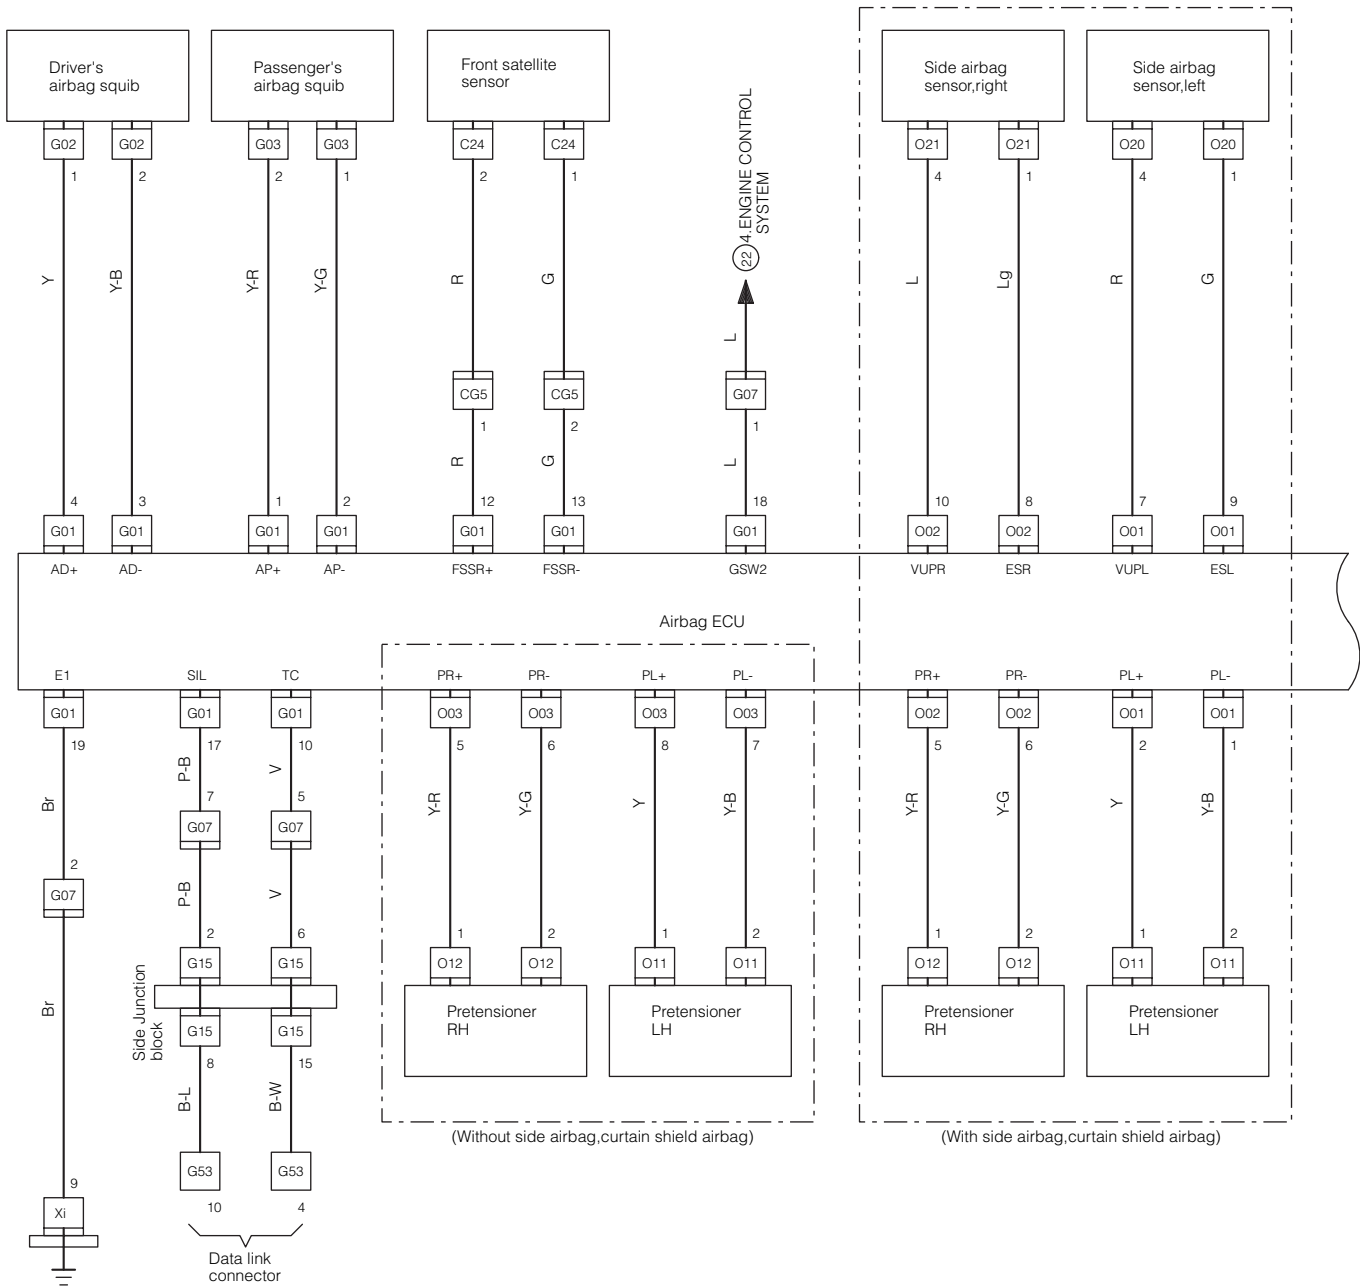 Driver's
airbag squib
Passenger's
airbag squib
Front satellite
sensor
Side airbag
sensor,right
Side airbag
sensor,left
G02 G02 G03 G03 C24 C24 O21 O21 O20 O20
1 2 2 1 2 1 4 1 4 1
22 4.ENGINE CONTROL
SYSTEM
Y Y-B Y-R Y-G R G L Lg R G
L
CG5 CG5 G07
1 2 1
R G L
4 3 1 2 12 13 18 10 8 7 9
G01 G01 G01 G01 G01 G01 G01 O02 O02 O01 O01
AD+ AD- AP+ AP- FSSR+ FSSR- GSW2 VUPR ESR VUPL ESL
Airbag ECU
E1 SIL TC PR+ PR- PL+ PL- PR+ PR- PL+ PL-
G01 G01 G01 O03 O03 O03 O03 O02 O02 O01 O01
19 17 10 5 6 8 7 5 6 2 1
P-B V
Br Y-R Y-G Y Y-B Y-R Y-G Y Y-B
7 5
G07 G07
2
G07
P-B V
2 6 1 2 1 2 1 2 1 2
G15 G15 O12 O12 O11 O11 O12 O12 O11 O11
Side Junction
block
Br
G15 G15
8 15
Pretensioner
RH
Pretensioner
LH
Pretensioner
RH
Pretensioner
LH
B-L B-W
(Without side airbag,curtain shield airbag)
(With side airbag,curtain shield airbag)
G53 G53
10 4
9
Xi
Data link
connector